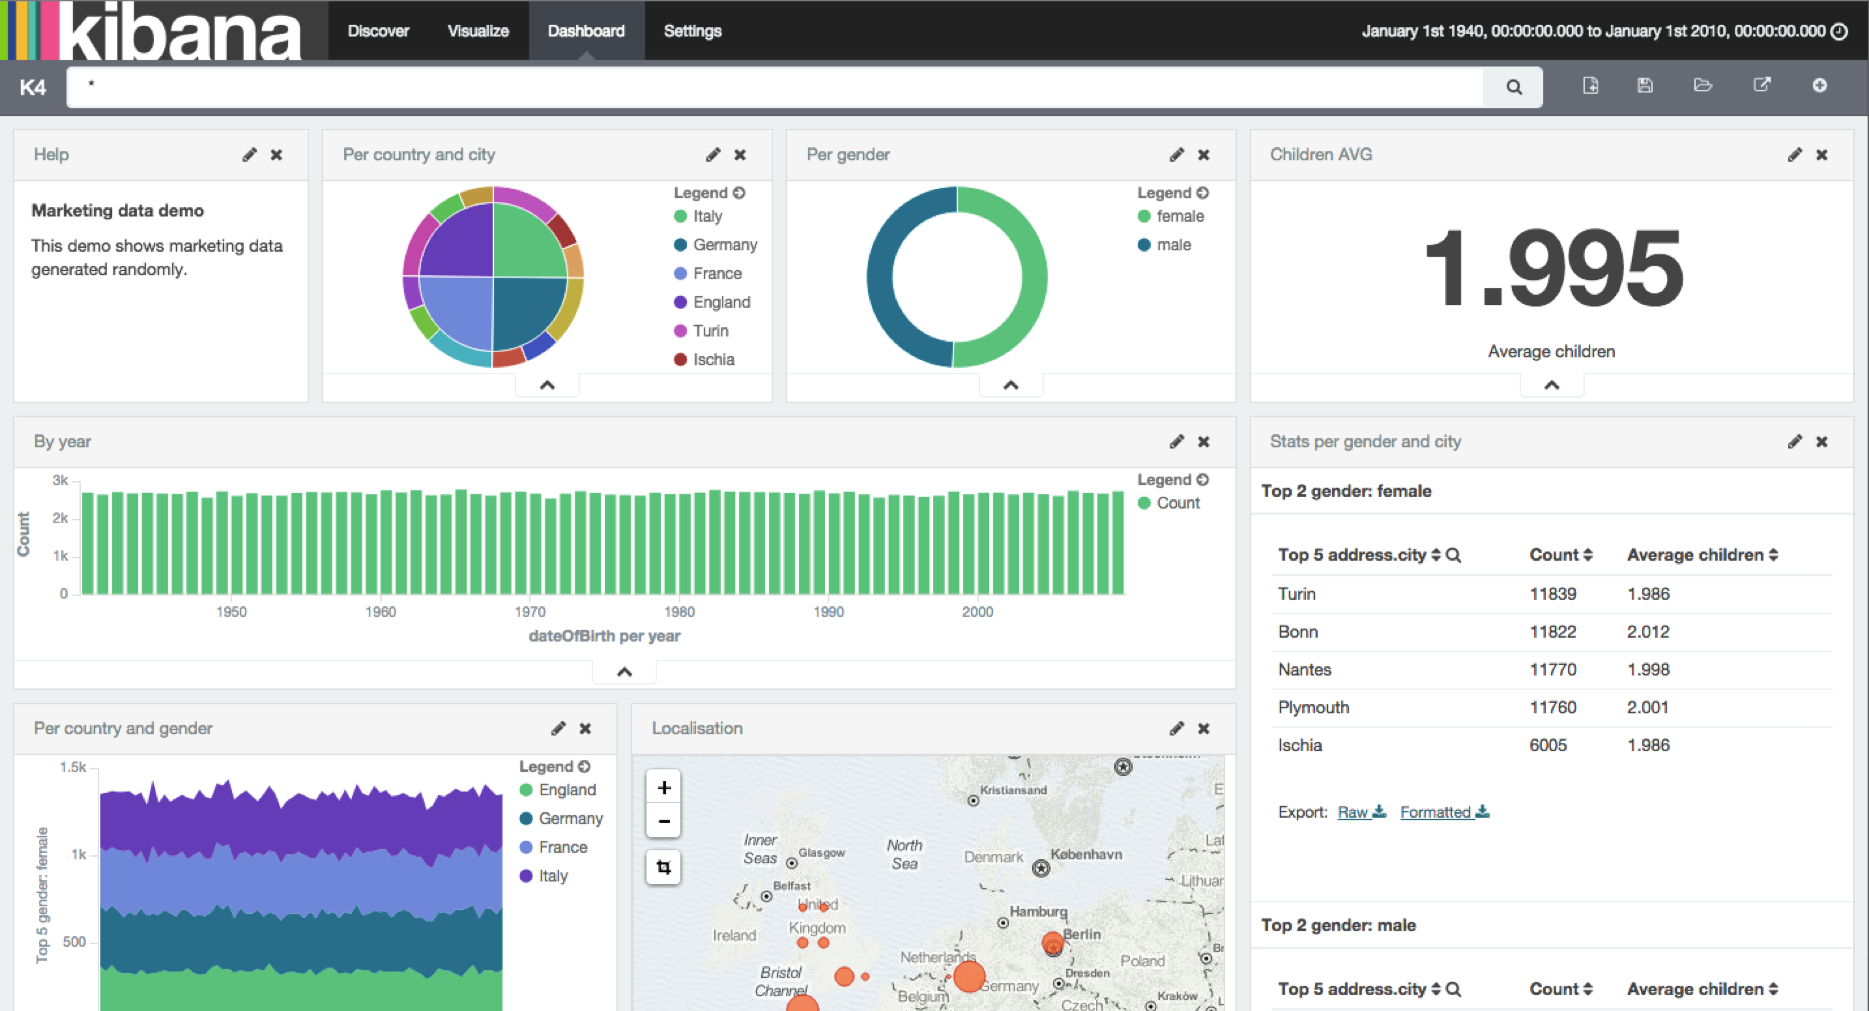 kibana
Discover
Visualize
Dashboard
Settings
January 1st 1940, 00:00:00.000 to January 1st 2010, 00:00:00.000
K4
*
Help
Marketing data demo
This demo shows marketing data
generated randomly.
Per country and city
Legend
Italy
Germany
France
England
Turin
Ischia
Per gender
Legend
female
male
Children AVG
1.995
Average children
By year
3k
2k
1k
0
Count
1950
1960
1970
1980
1990
2000
dateOfBirth per year
Legend
Count
Stats per gender and city
Top 2 gender: female
Top 5 address.city Count Average children
Turin 11839 1.986
Bonn 11822 2.012
Nantes 11770 1.998
Plymouth 11760 2.001
Ischia 6005 1.986
Export: Raw Formatted
Top 2 gender: male
Top 5 address.city Count Average children
Per country and gender
1.5k
1k
500
Top 5 gender: female
Legend
England
Germany
France
Italy
Localisation
+
−
Kristiansand
Inner
Seas
Glasgow
North
Sea
Denmark
København
Belfast
United
Kingdom
Ireland
Hamburg
Berlin
Netherlands
Poland
Bristol
Channel
Dresden
Germany
Belgium
Czech
Kraków